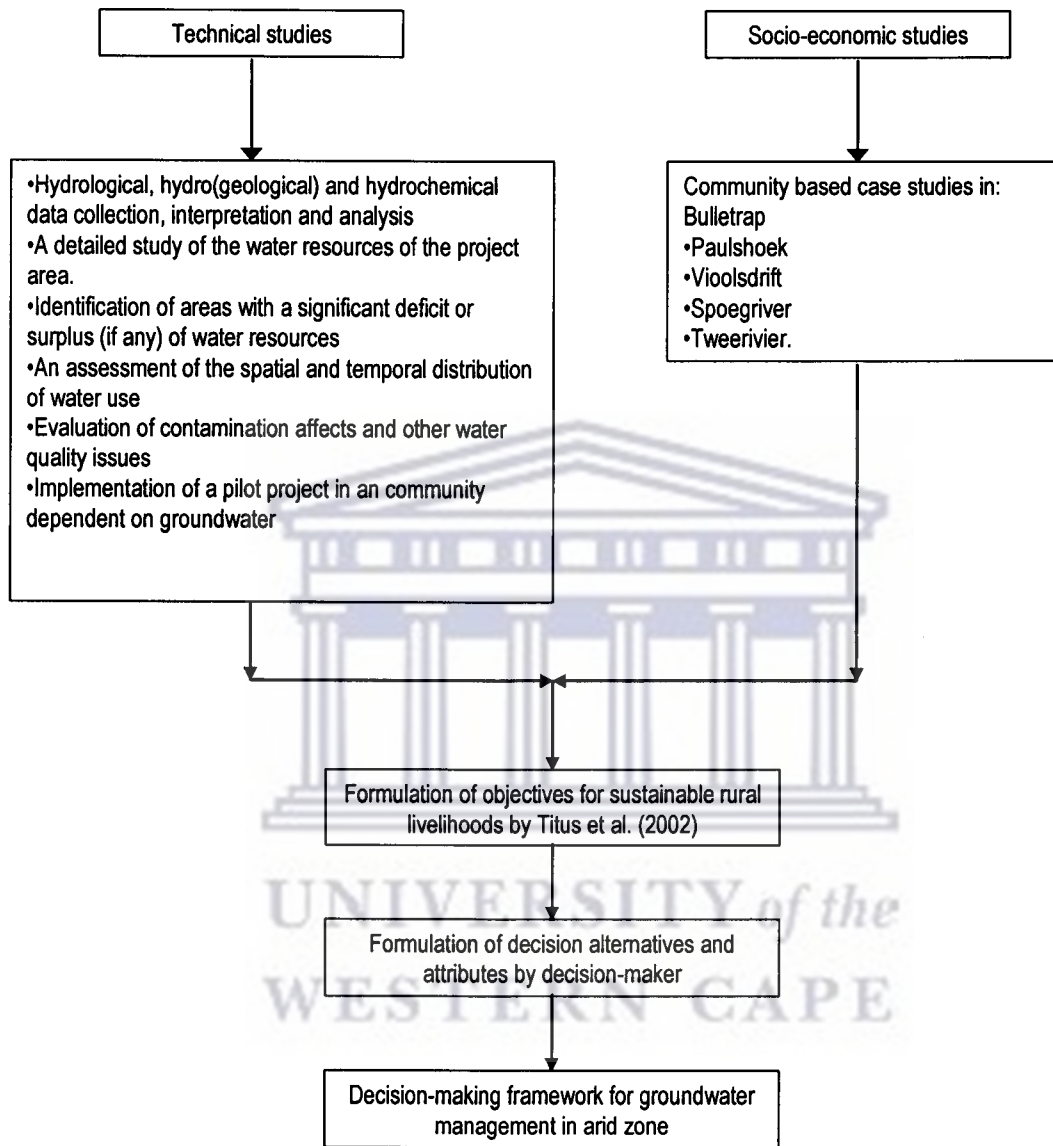 Technical studies
Socio-economic studies
•Hydrological, hydro(geological) and hydrochemical
data collection, interpretation and analysis
•A detailed study of the water resources of the project
area.
•Identification of areas with a significant deficit or
surplus (if any) of water resources
•An assessment of the spatial and temporal distribution
of water use
•Evaluation of contamination affects and other water
quality issues
•Implementation of a pilot project in an community
dependent on groundwater
Community based case studies in:
Bulletrap
•Paulshoek
•Vioolsdrift
•Spoegriver
•Tweerivier.
Formulation of objectives for sustainable rural
livelihoods by Titus et al. (2002)
UNIVERSITY of the
Formulation of decision alternatives and
attributes by decision-maker
WESTERN CAPE
Decision-making framework for groundwater
management in arid zone